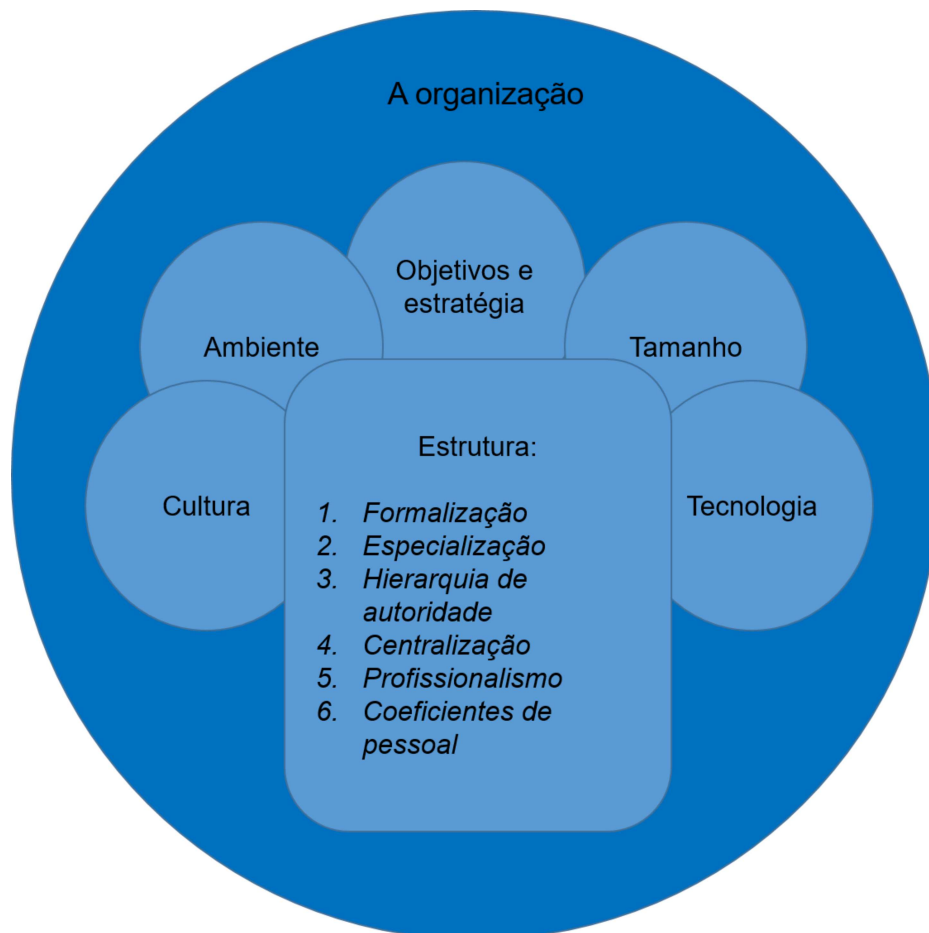 A organização
Objetivos e
estratégia
Ambiente
Tamanho
Cultura
Tecnologia
Estrutura:
1. Formalização
2. Especialização
3. Hierarquia de
autoridade
4. Centralização
5. Profissionalismo
6. Coeficientes de
pessoal